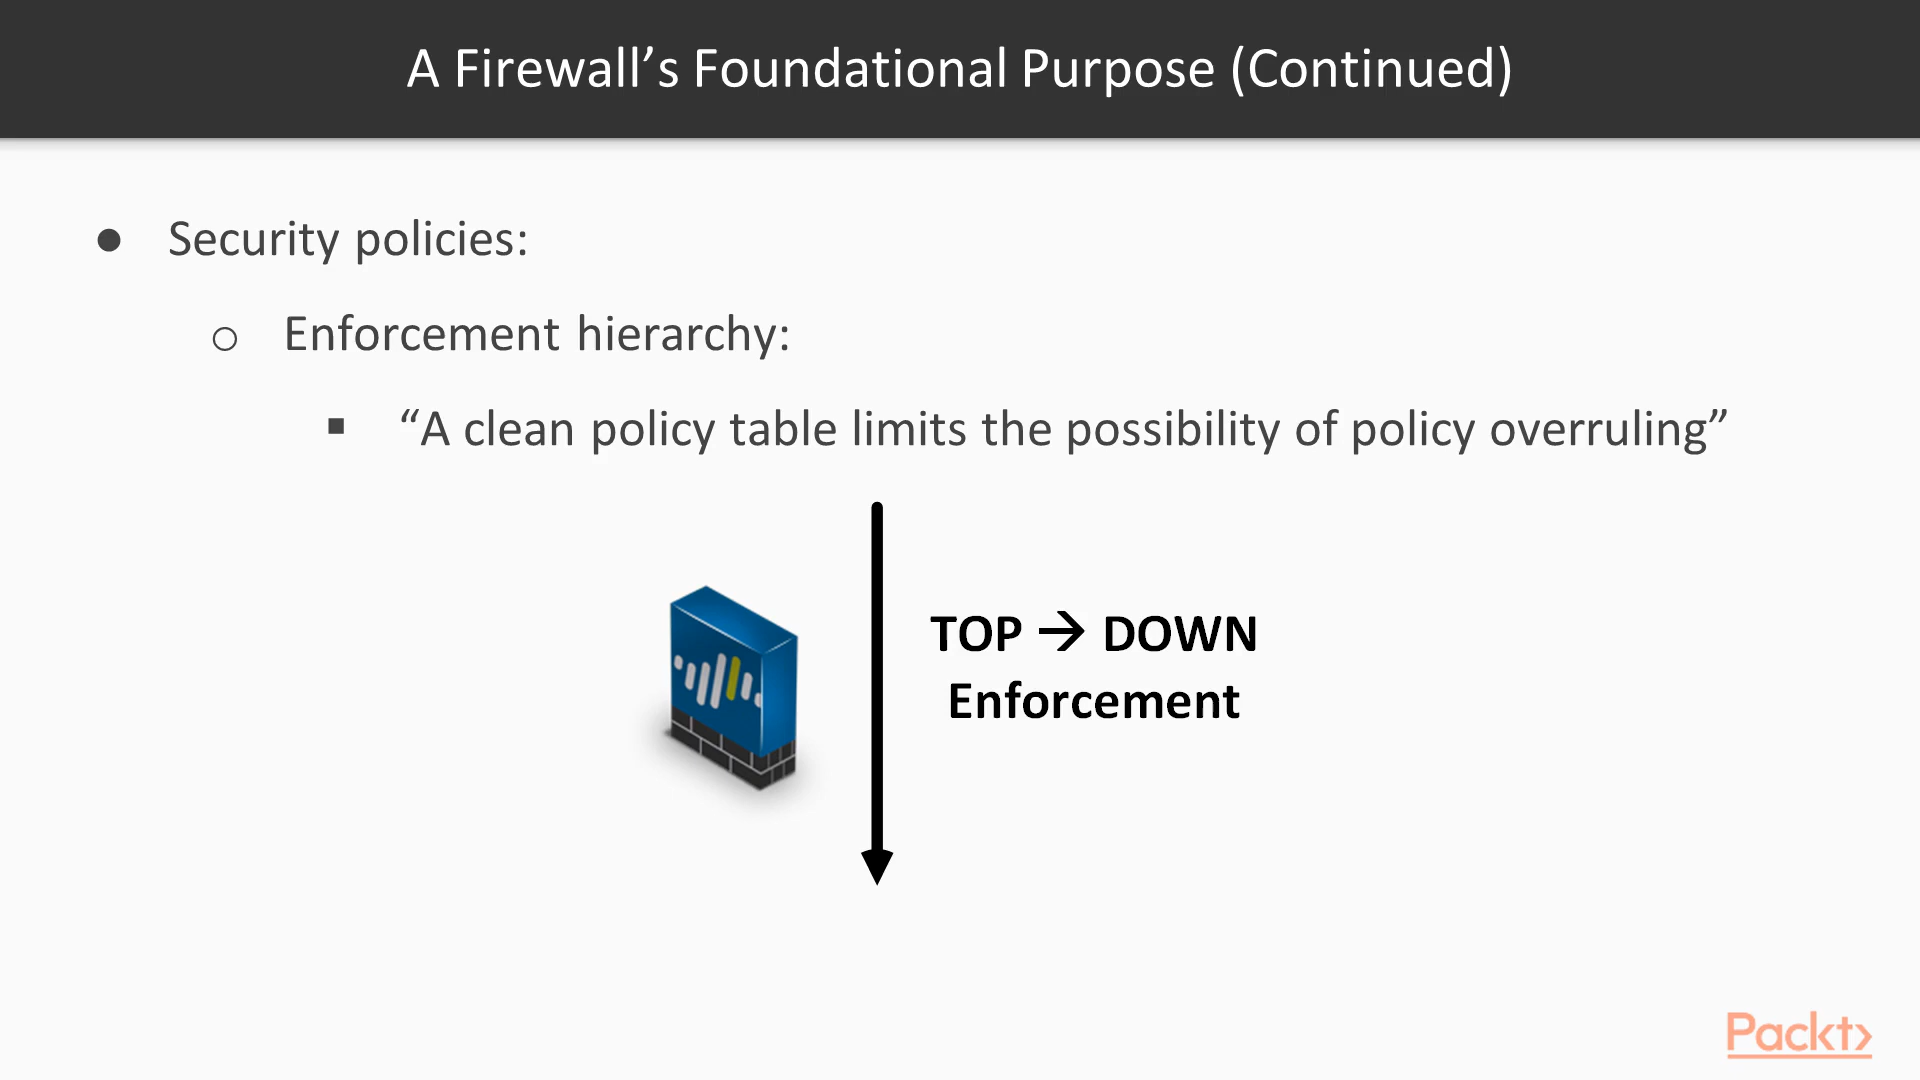 A Firewall’s Foundational Purpose (Continued)
● Security policies:
○ Enforcement hierarchy:
▪ “A clean policy table limits the possibility of policy overruling”
TOP → DOWN
Enforcement
Packt>